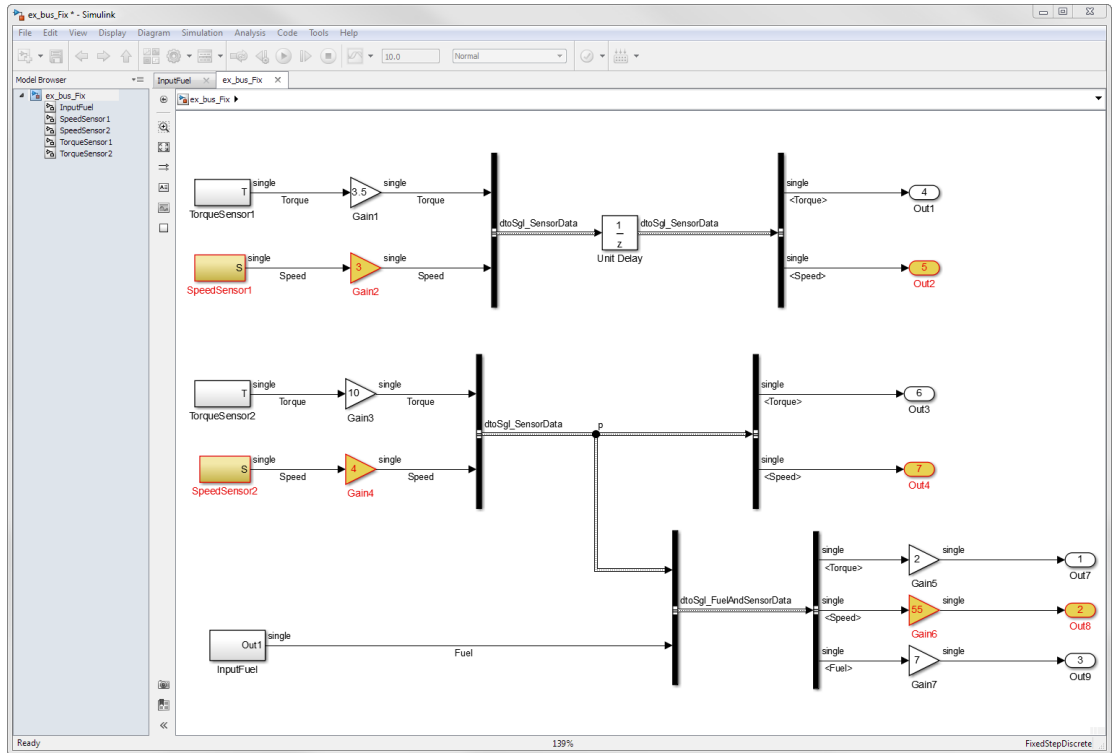 ex_bus_Fix * - Simulink
File Edit View Display Diagram Simulation Analysis Code Tools Help
10.0 Normal
Model Browser
InputFuel ex_bus_Fix
ex_bus_Fix
InputFuel
SpeedSensor1
SpeedSensor2
TorqueSensor1
TorqueSensor2
ex_bus_Fix
T single 3.5 single
TorqueSensor1 Torque Gain1 Torque
S single 3 single
SpeedSensor1 Speed Gain2 Speed
dtoSgl_SensorData
1
z
Unit Delay
dtoSgl_SensorData
single 4
<Torque> Out1
single 5
<Speed> Out2
T single 10 single
TorqueSensor2 Torque Gain3 Torque
S single 4 single
SpeedSensor2 Speed Gain4 Speed
dtoSgl_SensorData p
single 6
<Torque> Out3
single 7
<Speed> Out4
Out1 single
InputFuel Fuel
dtoSgl_FuelAndSensorData
single 2 single 1
<Torque> Gain5 Out7
single 55 single 2
<Speed> Gain6 Out8
single 7 single 3
<Fuel> Gain7 Out9
Ready 139% FixedStepDiscrete